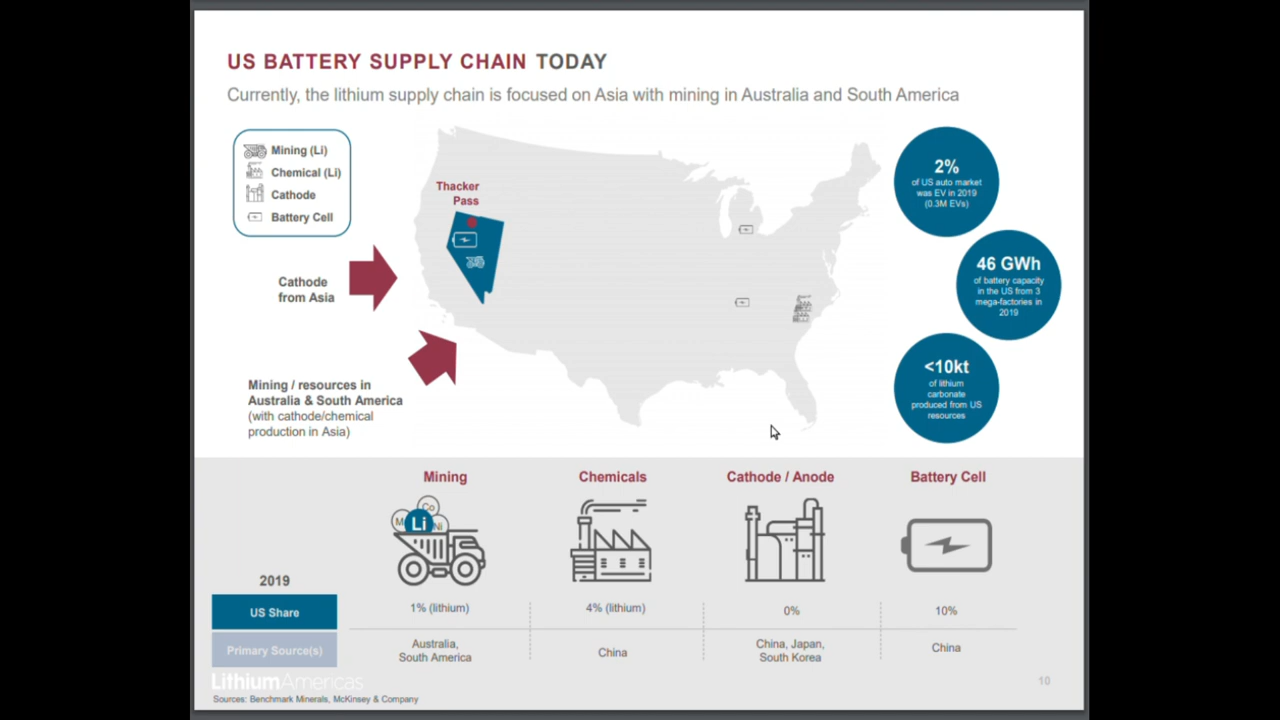 US BATTERY SUPPLY CHAIN TODAY
Currently, the lithium supply chain is focused on Asia with mining in Australia and South America
Mining (Li)
Chemical (Li)
Cathode
Battery Cell
Thacker
Pass
Cathode
from Asia
Mining / resources in
Australia & South America
(with cathode/chemical
production in Asia)
2%
of US auto market
was EV in 2019
(0.3M EVs)
46 GWh
of battery capacity
in the US from 3
mega-factories in
2019
<10kt
of lithium
carbonate
produced from US
resources
Mining
Chemicals
Cathode / Anode
Battery Cell
Co
M
Li
Ni
2019
US Share
1% (lithium)
4% (lithium)
0%
10%
Primary Source(s)
Australia,
South America
China
China, Japan,
South Korea
China
LithiumAmericas
10
Sources: Benchmark Minerals, McKinsey & Company